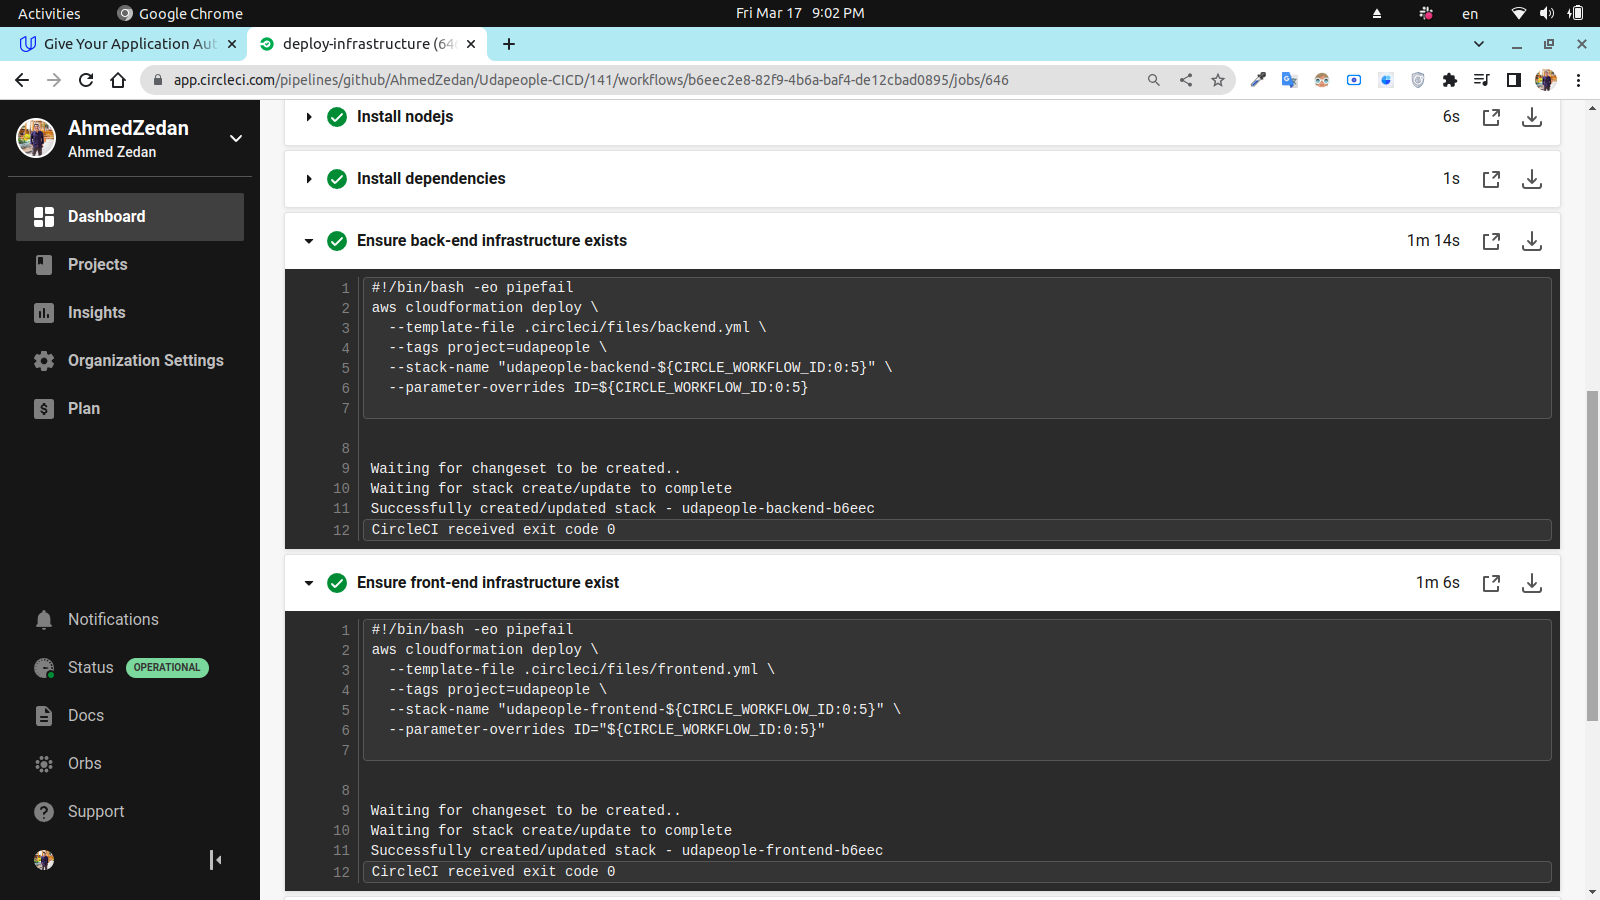 Activities
Google Chrome
Fri Mar 17 9:02 PM
en
Give Your Application Aut
deploy-infrastructure (64
app.circleci.com/pipelines/github/AhmedZedan/Udapeople-CICD/141/workflows/b6eec2e8-82f9-4b6a-baf4-de12cbad0895/jobs/646
AhmedZedan
Ahmed Zedan
Dashboard
Projects
Insights
Organization Settings
Plan
Notifications
Status OPERATIONAL
Docs
Orbs
Support
Install nodejs 6s
Install dependencies 1s
Ensure back-end infrastructure exists 1m 14s
1 #!/bin/bash -eo pipefail
2 aws cloudformation deploy \
3 --template-file .circleci/files/backend.yml \
4 --tags project=udapeople \
5 --stack-name "udapeople-backend-${CIRCLE_WORKFLOW_ID:0:5}" \
6 --parameter-overrides ID=${CIRCLE_WORKFLOW_ID:0:5}
7
8
9 Waiting for changeset to be created..
10 Waiting for stack create/update to complete
11 Successfully created/updated stack - udapeople-backend-b6eec
12 CircleCI received exit code 0
Ensure front-end infrastructure exist 1m 6s
1 #!/bin/bash -eo pipefail
2 aws cloudformation deploy \
3 --template-file .circleci/files/frontend.yml \
4 --tags project=udapeople \
5 --stack-name "udapeople-frontend-${CIRCLE_WORKFLOW_ID:0:5}" \
6 --parameter-overrides ID="${CIRCLE_WORKFLOW_ID:0:5}"
7
8
9 Waiting for changeset to be created..
10 Waiting for stack create/update to complete
11 Successfully created/updated stack - udapeople-frontend-b6eec
12 CircleCI received exit code 0